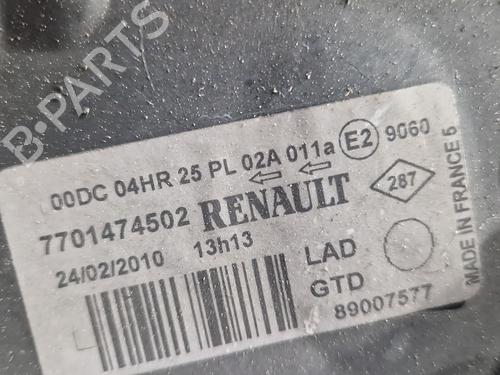 B-PARTS
00DC 04HR 25 PL 02A 011a E2 9060
7701474502 RENAULT 287
24/02/2010 13h13 LAD
GTD
89007577
MADE IN FRANCE 5